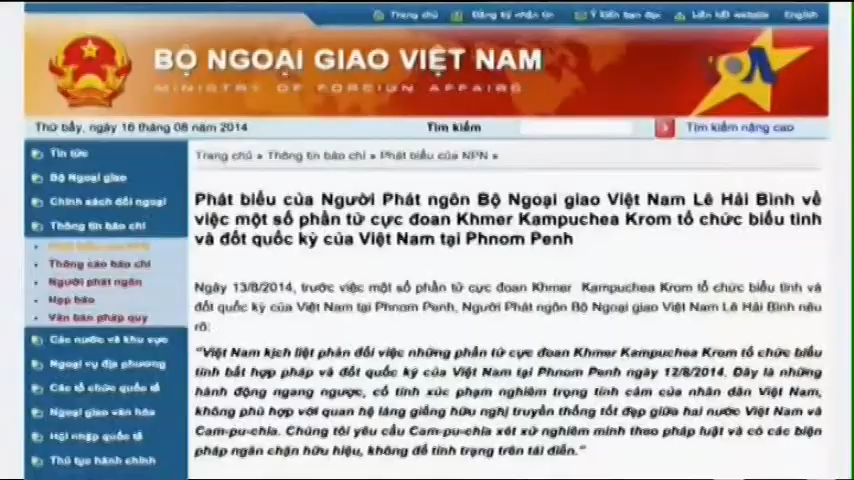 Trang chủ Đăng ký nhận tin Ý kiến bạn đọc Liên kết website English
BỘ NGOẠI GIAO VIỆT NAM
MINISTRY OF FOREIGN AFFAIRS
VOA
Thứ bảy, ngày 16 tháng 08 năm 2014
Tìm kiếm
Tìm kiếm nâng cao
Tin tức
Bộ Ngoại giao
Chính sách đối ngoại
Thông tin báo chí
Phát biểu của NPN
Thông cáo báo chí
Người phát ngôn
Họp báo
Văn bản pháp quy
Các nước và khu vực
Ngoại vụ địa phương
Các tổ chức quốc tế
Ngoại giao văn hóa
Hội nhập quốc tế
Thủ tục hành chính
Trang chủ » Thông tin báo chí » Phát biểu của NPN »
Phát biểu của Người Phát ngôn Bộ Ngoại giao Việt Nam Lê Hải Bình về
việc một số phần tử cực đoan Khmer Kampuchea Krom tổ chức biểu tình
và đốt quốc kỳ của Việt Nam tại Phnom Penh
Ngày 13/8/2014, trước việc một số phần tử cực đoan Khmer Kampuchea Krom tổ chức biểu tình và
đốt quốc kỳ của Việt Nam tại Phnom Penh, Người Phát ngôn Bộ Ngoại giao Việt Nam Lê Hải Bình nêu
rõ:
"Việt Nam kịch liệt phản đối việc những phần tử cực đoan Khmer Kampuchea Krom tổ chức biểu
tình bất hợp pháp và đốt quốc kỳ của Việt Nam tại Phnom Penh ngày 12/8/2014. Đây là những
hành động ngang ngược, cố tình xúc phạm nghiêm trọng tình cảm của nhân dân Việt Nam,
không phù hợp với quan hệ láng giềng hữu nghị truyền thống tốt đẹp giữa hai nước Việt Nam và
Cam-pu-chia. Chúng tôi yêu cầu Cam-pu-chia xét xử nghiêm minh theo pháp luật và có các biện
pháp ngăn chặn hữu hiệu, không để tình trạng trên tái diễn."